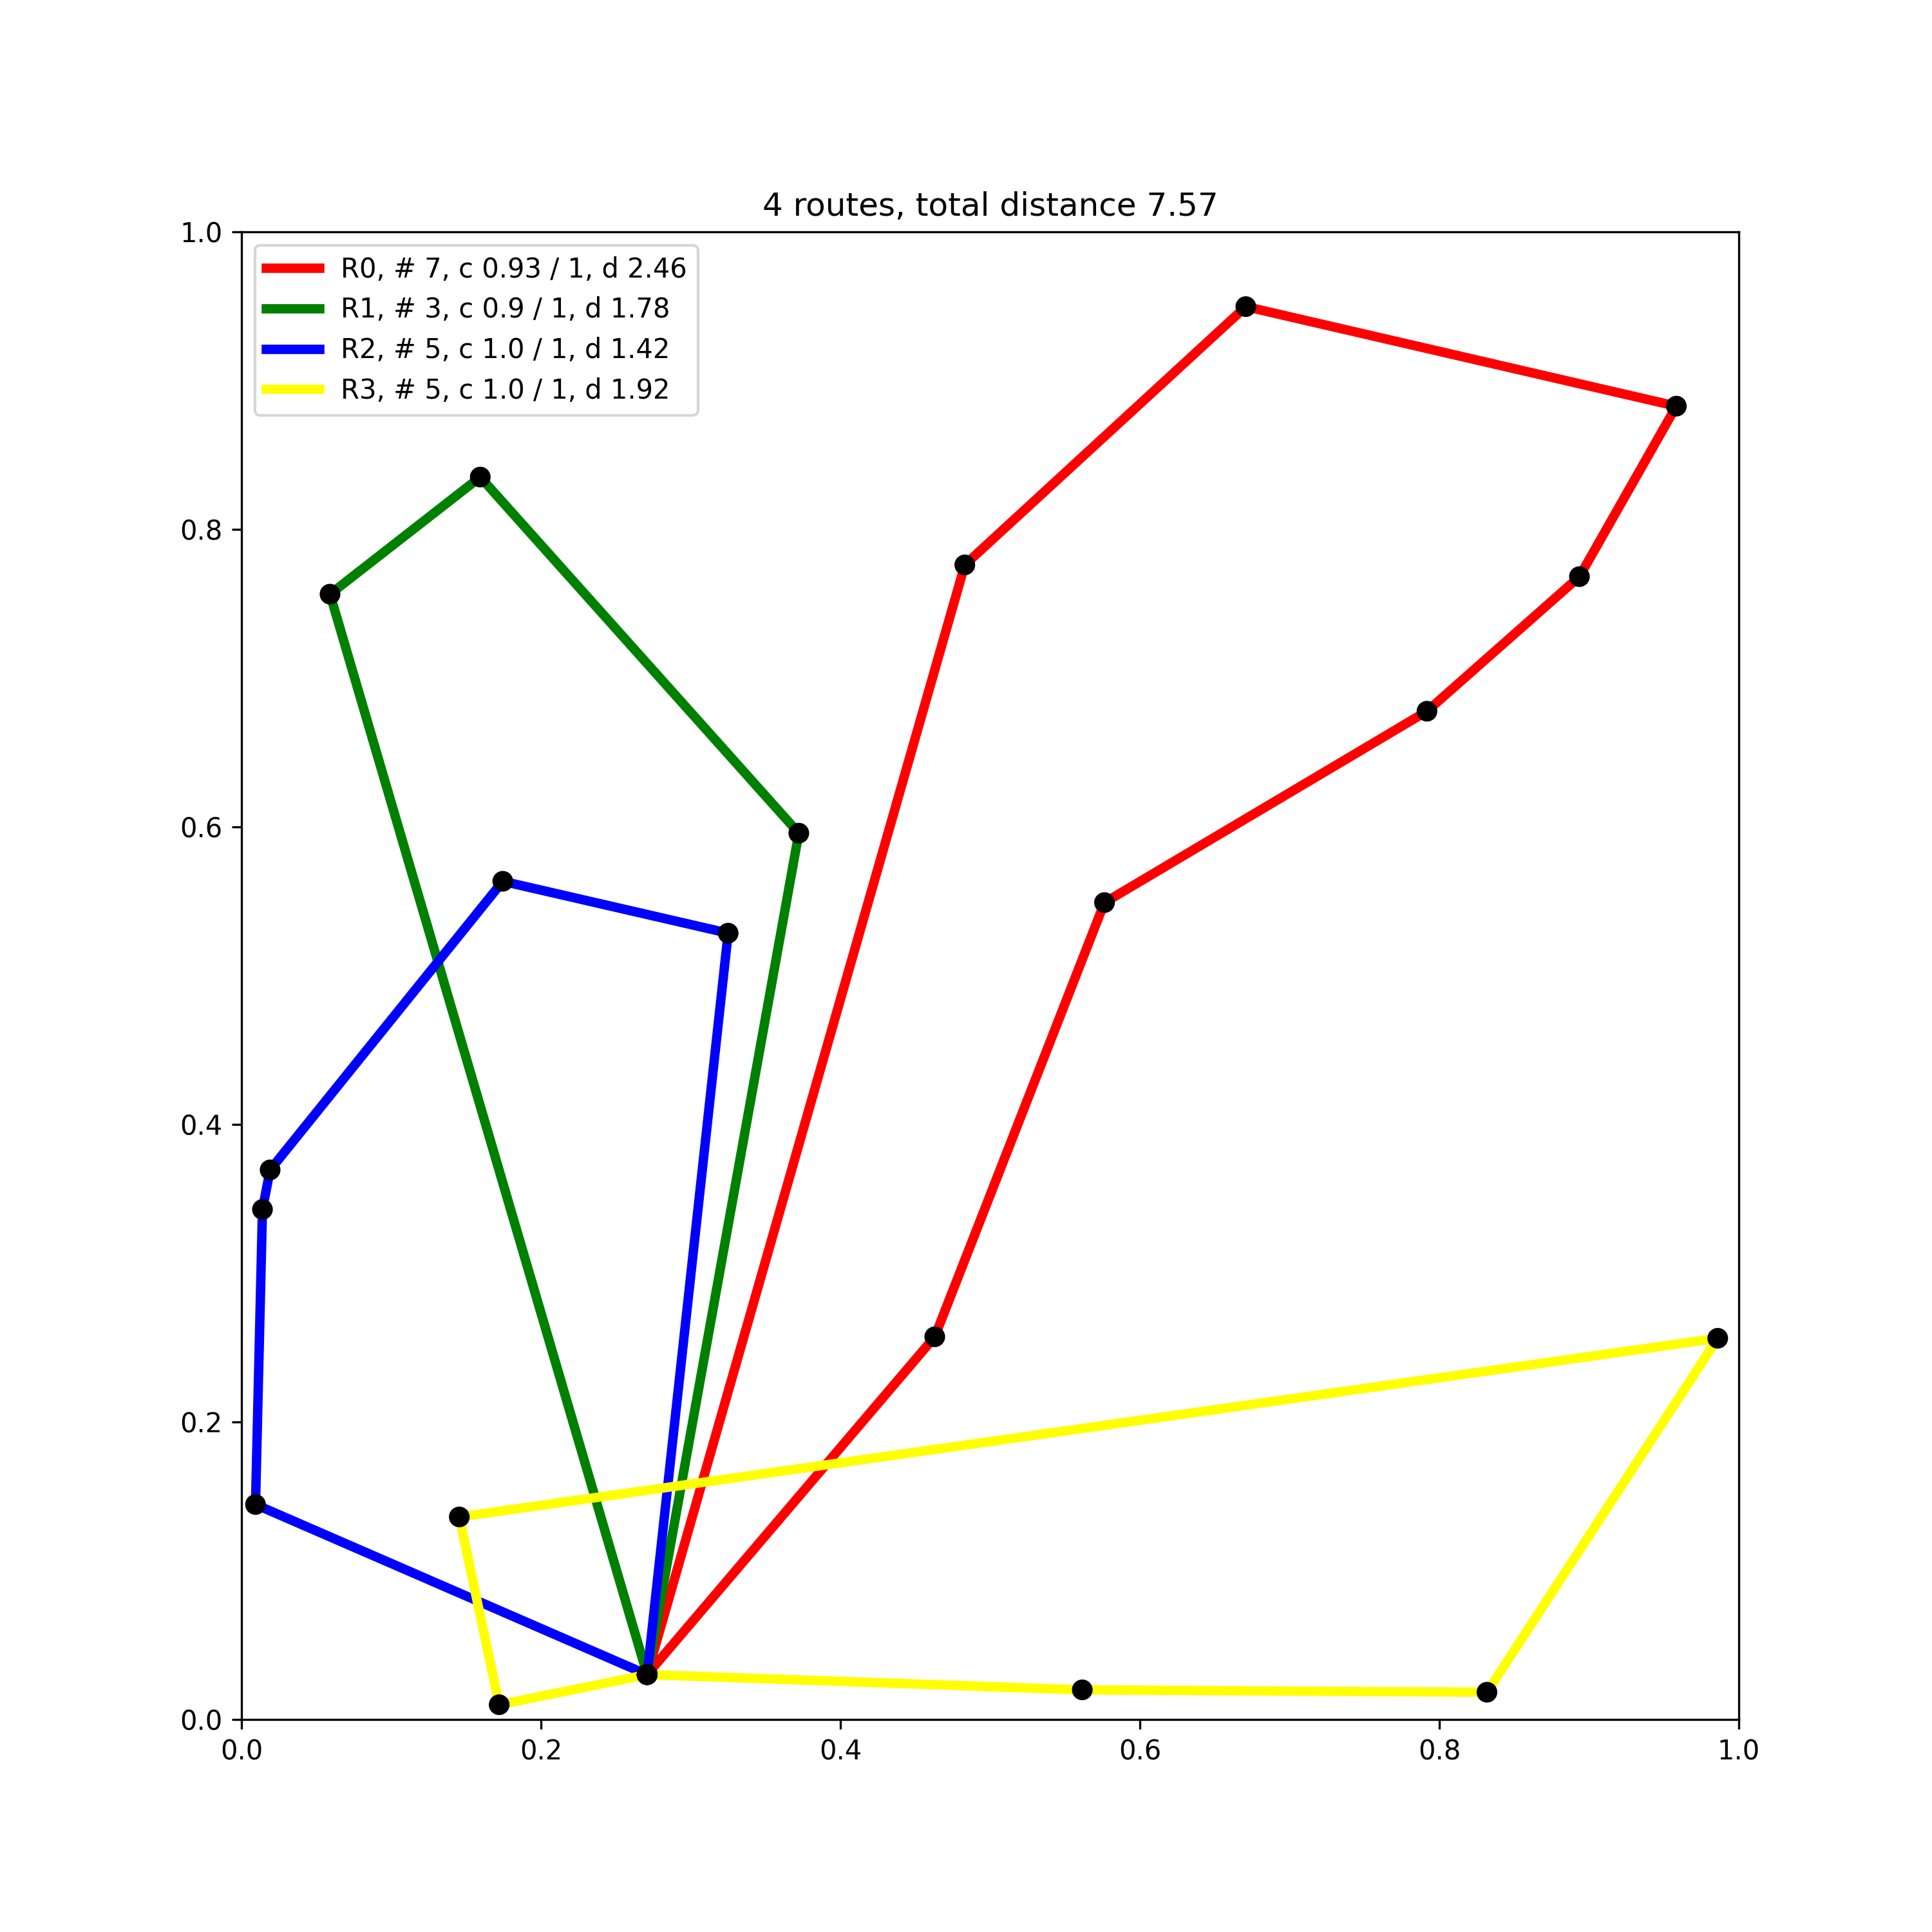 4 routes, total distance 7.57
1.0
R0, # 7, c 0.93 / 1, d 2.46
R1, # 3, c 0.9 / 1, d 1.78
R2, # 5, c 1.0 / 1, d 1.42
R3, # 5, c 1.0 / 1, d 1.92
0.8
0.6
0.4
0.2
0.0
0.0 0.2 0.4 0.6 0.8 1.0